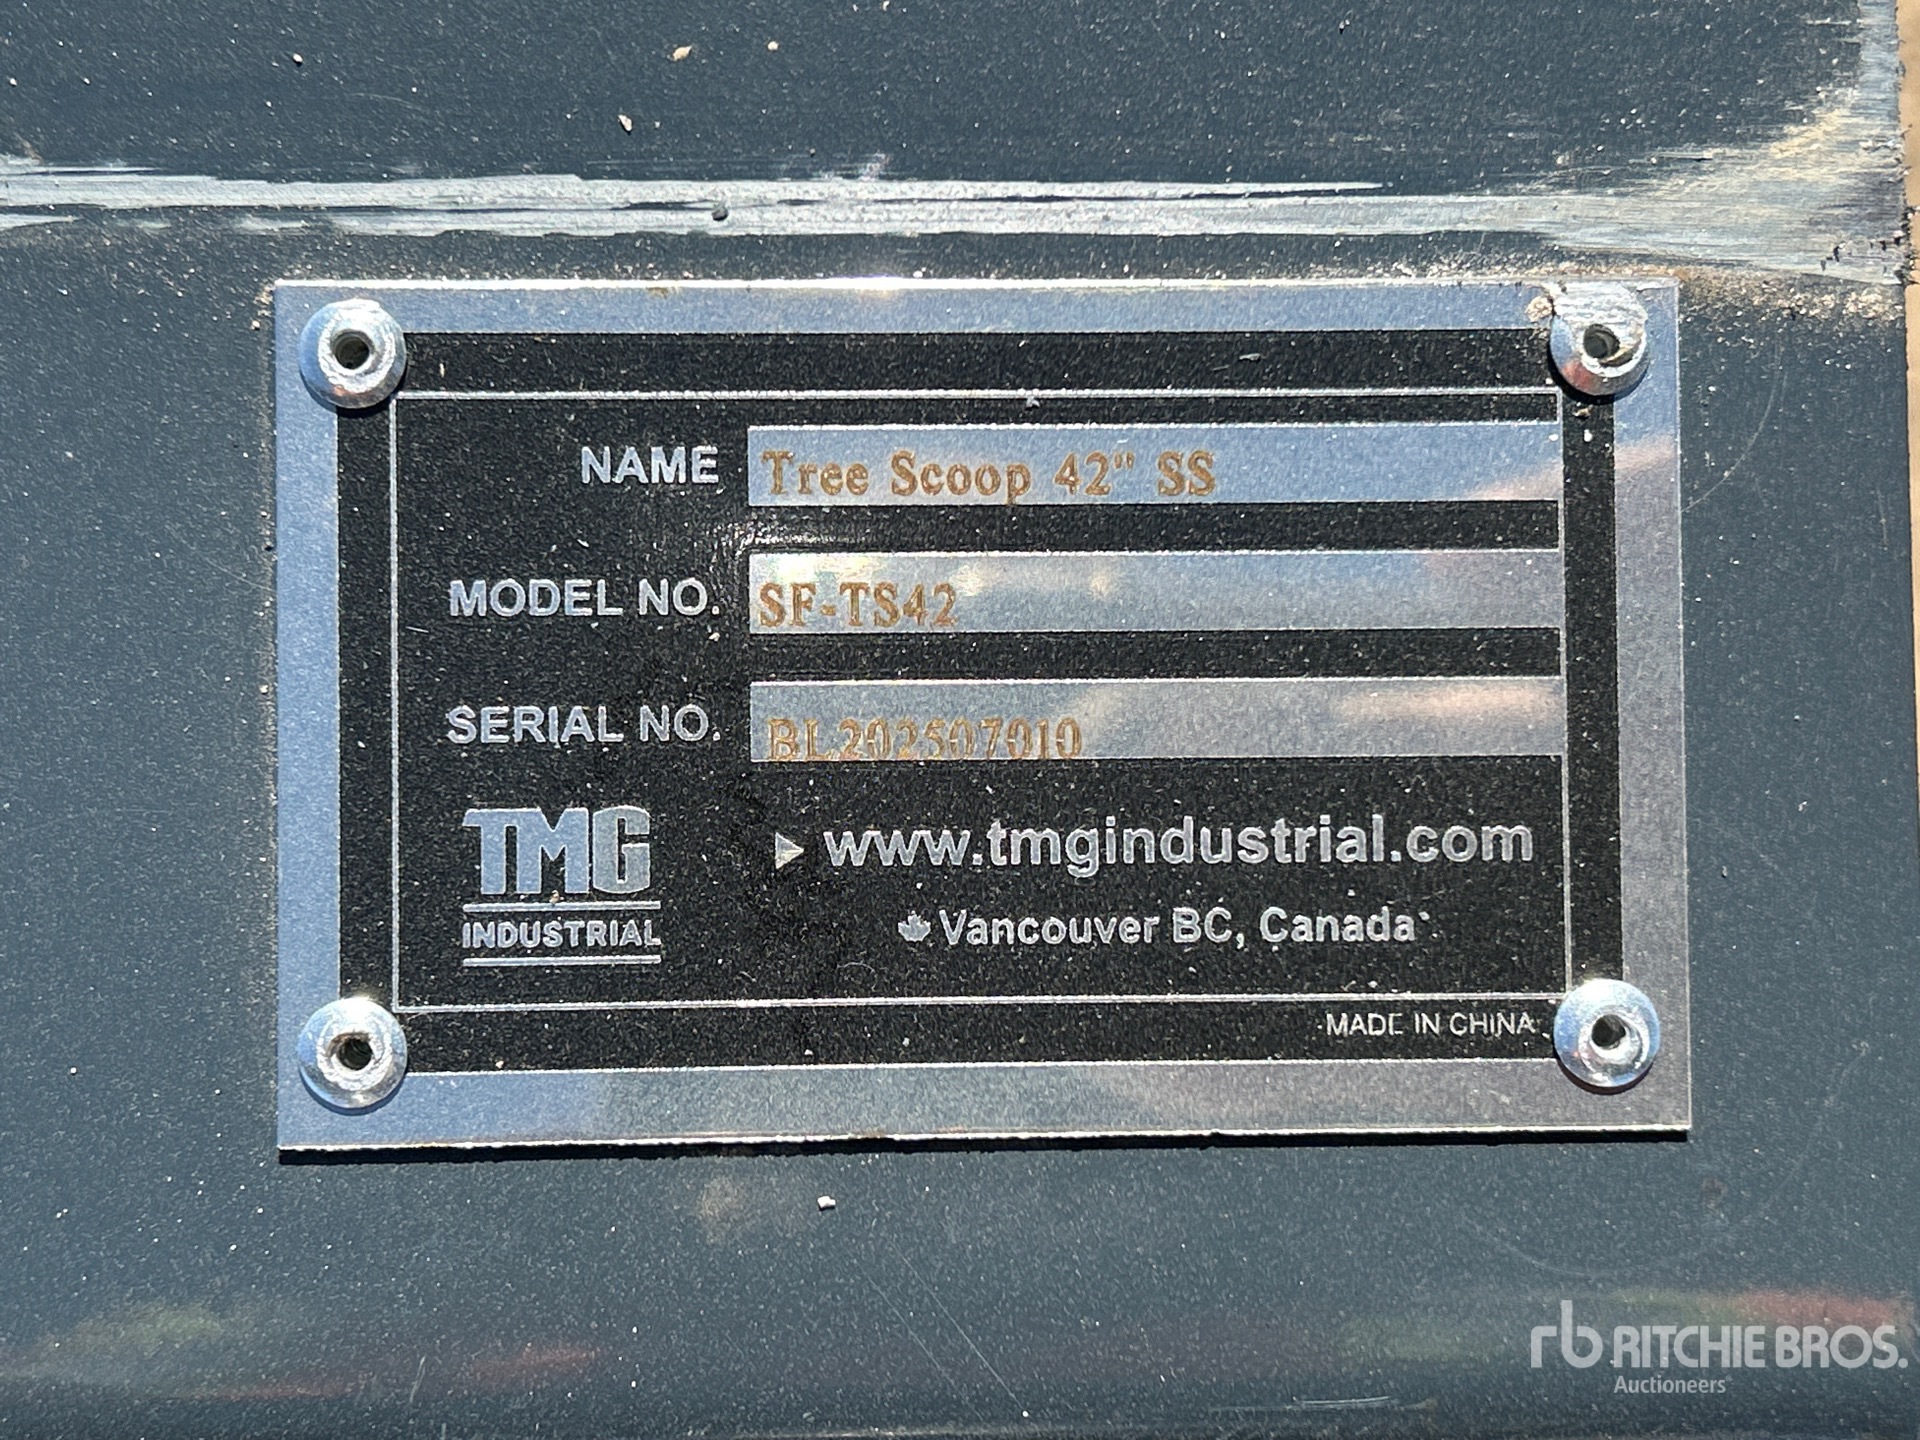 NAME Tree Scoop 42" SS
MODEL NO. SF-TS42
SERIAL NO. BL202507010
TMG
INDUSTRIAL
www.tmgindustrial.com
Vancouver BC, Canada
MADE IN CHINA
rb RITCHIE BROS.
Auctioneers